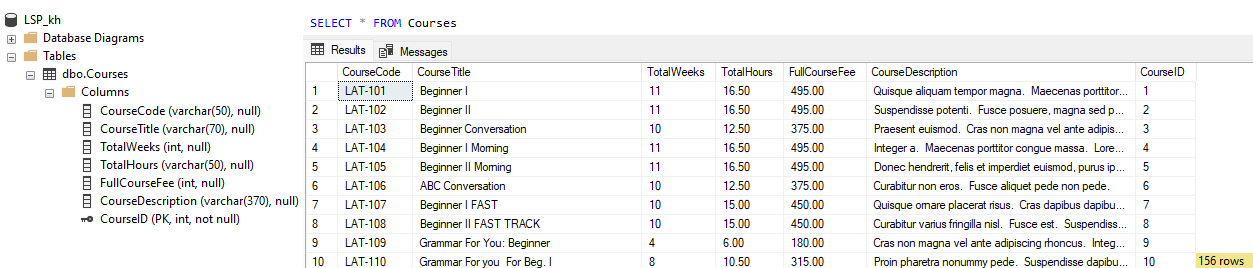 LSP_kh
Database Diagrams
Tables
dbo.Courses
Columns
CourseCode (varchar(50), null)
CourseTitle (varchar(70), null)
TotalWeeks (int, null)
TotalHours (varchar(50), null)
FullCourseFee (int, null)
CourseDescription (varchar(370), null)
CourseID (PK, int, not null)
SELECT * FROM Courses
Results Messages
CourseCode CourseTitle TotalWeeks TotalHours FullCourseFee CourseDescription CourseID
1 LAT-101 Beginner I 11 16.50 495.00 Quisque aliquam tempor magna. Maecenas porttitor... 1
2 LAT-102 Beginner II 11 16.50 495.00 Suspendisse potenti. Fusce posuere, magna sed p... 2
3 LAT-103 Beginner Conversation 10 12.50 375.00 Praesent euismod. Cras non magna vel ante adipis... 3
4 LAT-104 Beginner I Morning 11 16.50 495.00 Integer a. Maecenas porttitor congue massa. Lore... 4
5 LAT-105 Beginner II Morning 11 16.50 495.00 Donec hendrerit, felis et imperdiet euismod, purus ip... 5
6 LAT-106 ABC Conversation 10 12.50 375.00 Curabitur non eros. Fusce aliquet pede non pede. 6
7 LAT-107 Beginner I FAST 10 15.00 450.00 Quisque ornare placerat risus. Cras dapibus dapibu... 7
8 LAT-108 Beginner II FAST TRACK 10 15.00 450.00 Curabitur varius fringilla nisl. Fusce est. Suspendiss... 8
9 LAT-109 Grammar For You: Beginner 4 6.00 180.00 Cras non magna vel ante adipiscing rhoncus. Integ... 9
10 LAT-110 Grammar For you For Beg. I 8 10.50 315.00 Proin pharetra nonummy pede. Suspendisse dapibu... 10
156 rows